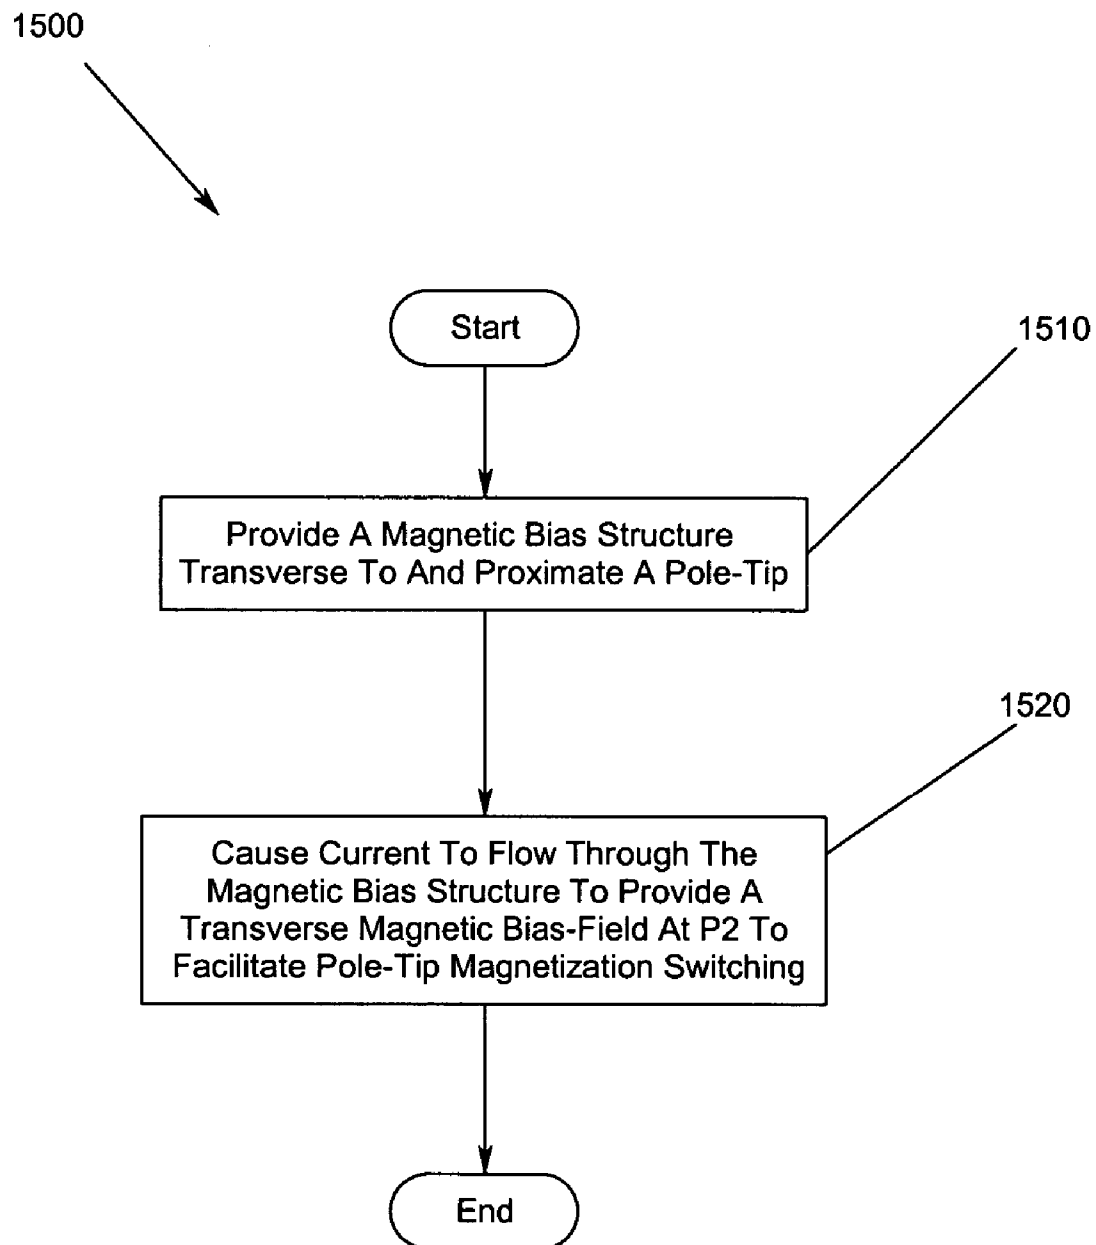 1500
Start
1510
Provide A Magnetic Bias Structure
Transverse To And Proximate A Pole-Tip
1520
Cause Current To Flow Through The
Magnetic Bias Structure To Provide A
Transverse Magnetic Bias-Field At P2 To
Facilitate Pole-Tip Magnetization Switching
End